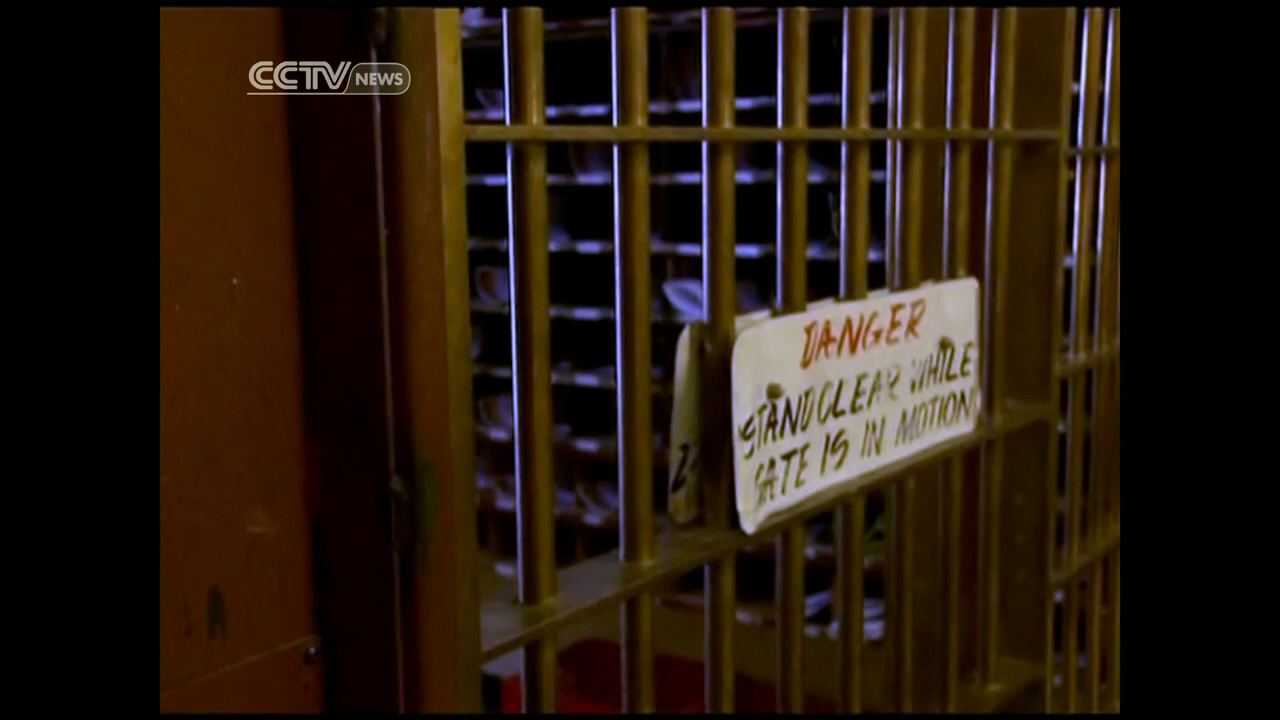 CCTV NEWS
DANGER
STAND CLEAR WHILE
GATE IS IN MOTION